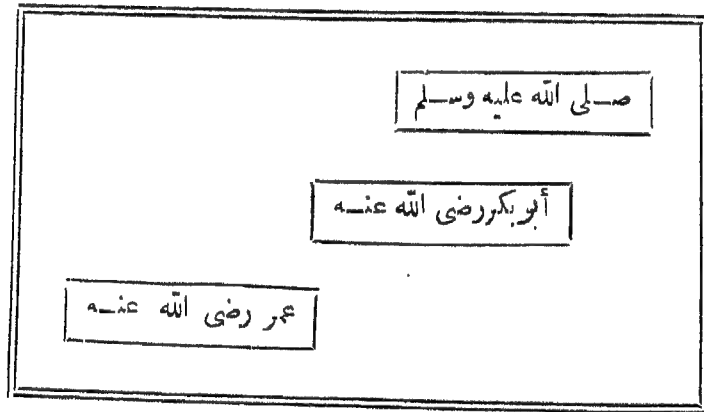 صلى الله عليه وسلم
أبو بكر رضى الله عنه
عمر رضى الله عنه